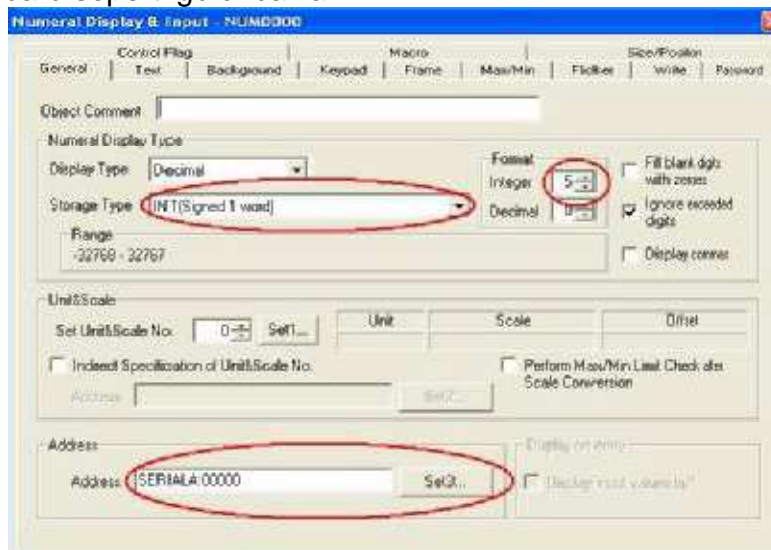 Numeral Display & Input - NUM0000
Control Flag Macro Size/Position
General Text Background Keypad Frame Max/Min Flicker Write Password
Object Comment
Numeral Display Type
Display Type Decimal
Storage Type INT(Signed 1 word)
Range
-32768 - 32767
Format
Integer 5
Decimal 0
Fill blank digits with zeroes
Ignore exceeded digits
Display commas
Unit&Scale
Set Unit&Scale No. 0 Set1...
Unit Scale Offset
Indirect Specification of Unit&Scale No.
Address Set2...
Perform Max/Min Limit Check after
Scale Conversion
Address
Address SERIALA:00000 Set3...
Display on entry